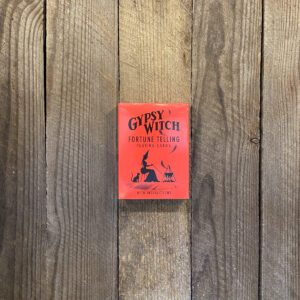 GYPSY
WITCH
FORTUNE TELLING
PLAYING CARDS